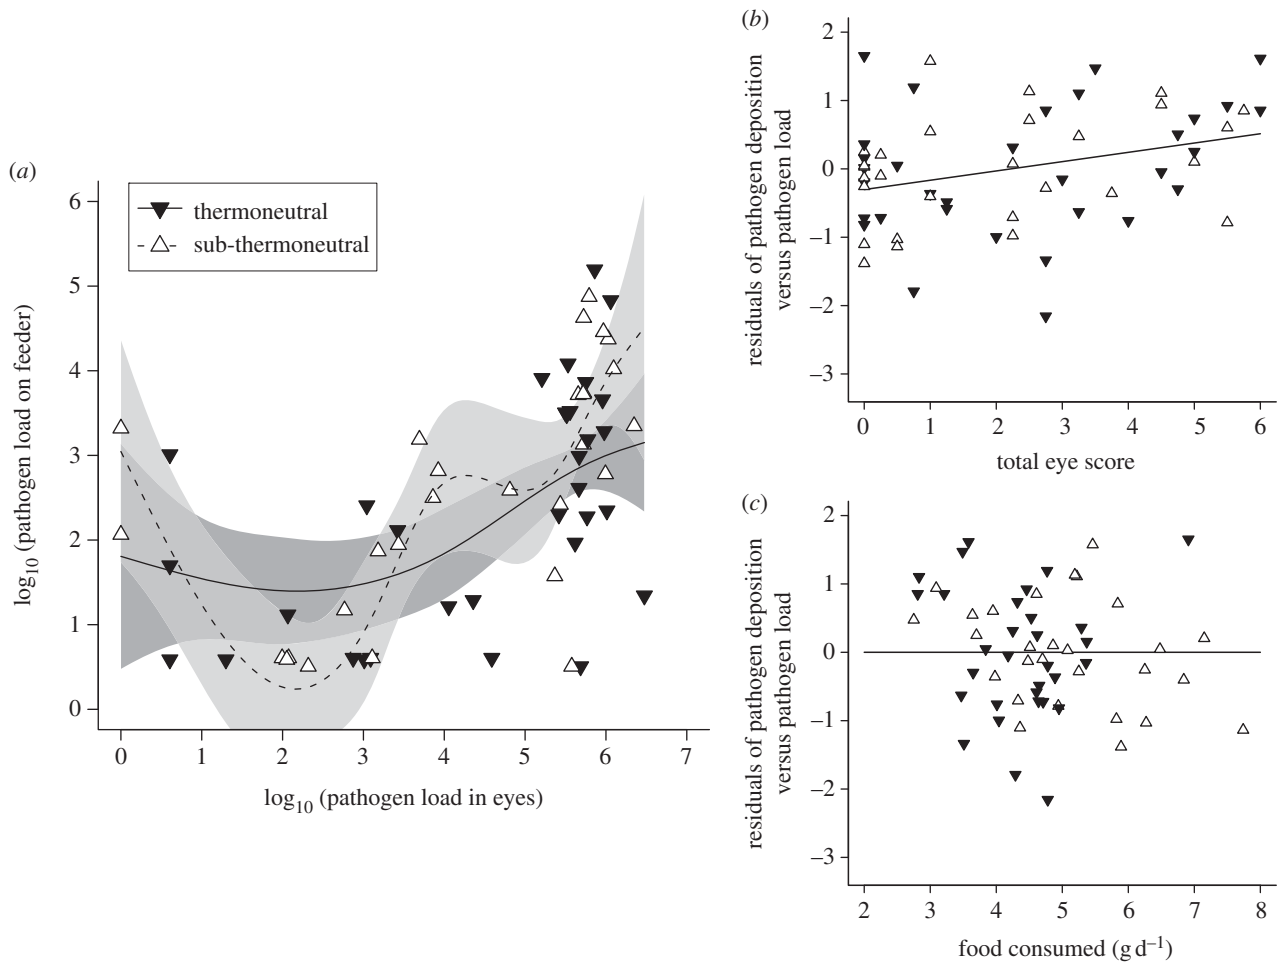 (a)
log10 (pathogen load on feeder)
6
5
4
3
2
1
0
thermoneutral
sub-thermoneutral
0 1 2 3 4 5 6 7
log10 (pathogen load in eyes)
(b)
residuals of pathogen deposition
versus pathogen load
2
1
0
–1
–2
–3
0 1 2 3 4 5 6
total eye score
(c)
residuals of pathogen deposition
versus pathogen load
2
1
0
–1
–2
–3
2 3 4 5 6 7 8
food consumed (g d–1)